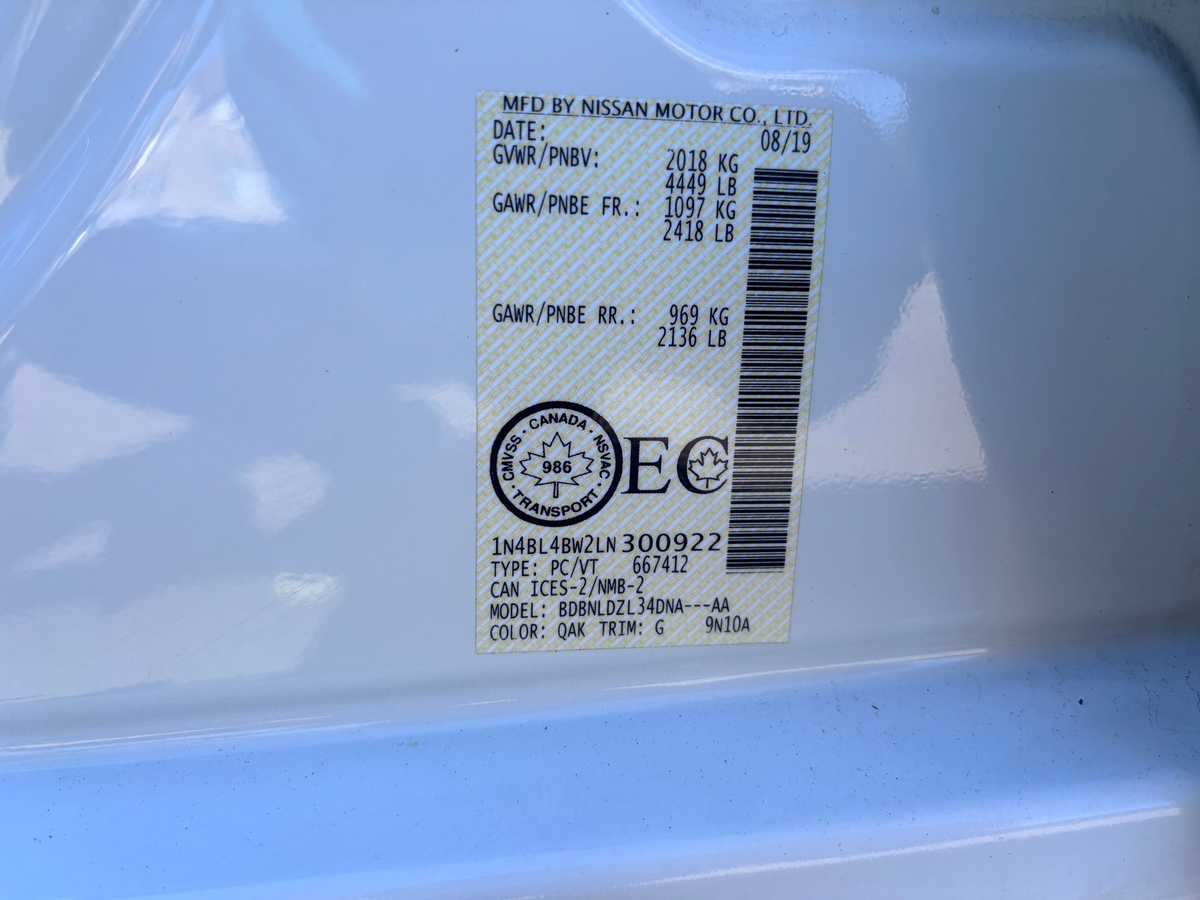 MFD BY NISSAN MOTOR CO., LTD.
DATE: 08/19
GVWR/PNBV: 2018 KG
4449 LB
GAWR/PNBE FR.: 1097 KG
2418 LB
GAWR/PNBE RR.: 969 KG
2136 LB
CMVSS · CANADA · NSVAC · TRANSPORT ·
986
EC
1N4BL4BW2LN300922
TYPE: PC/VT 667412
CAN ICES-2/NMB-2
MODEL: BDBNLDZL34DNA---AA
COLOR: QAK TRIM: G 9N10A